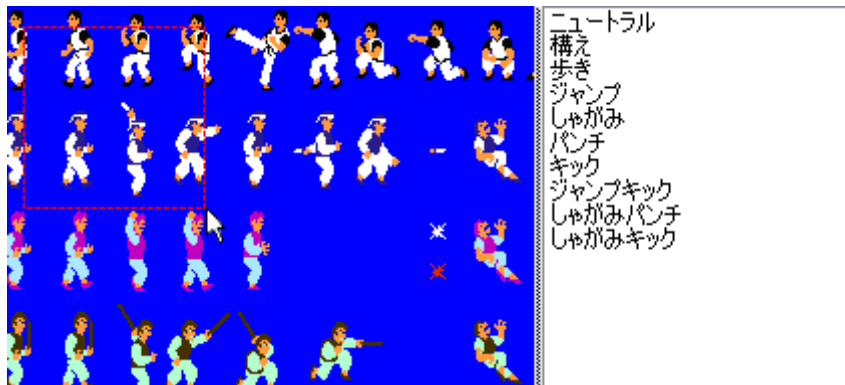 ニュートラル
構え
歩き
ジャンプ
しゃがみ
パンチ
キック
ジャンプキック
しゃがみパンチ
しゃがみキック